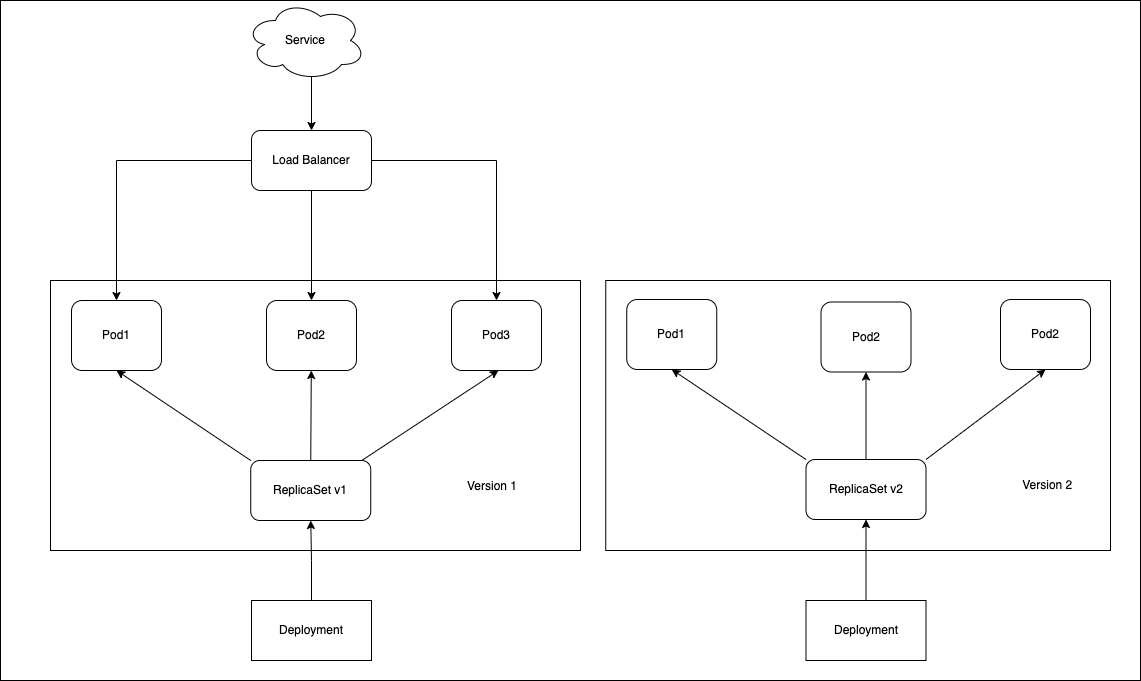 Service
Load Balancer
Pod1
Pod2
Pod3
Pod1
Pod2
Pod2
ReplicaSet v1
Version 1
ReplicaSet v2
Version 2
Deployment
Deployment